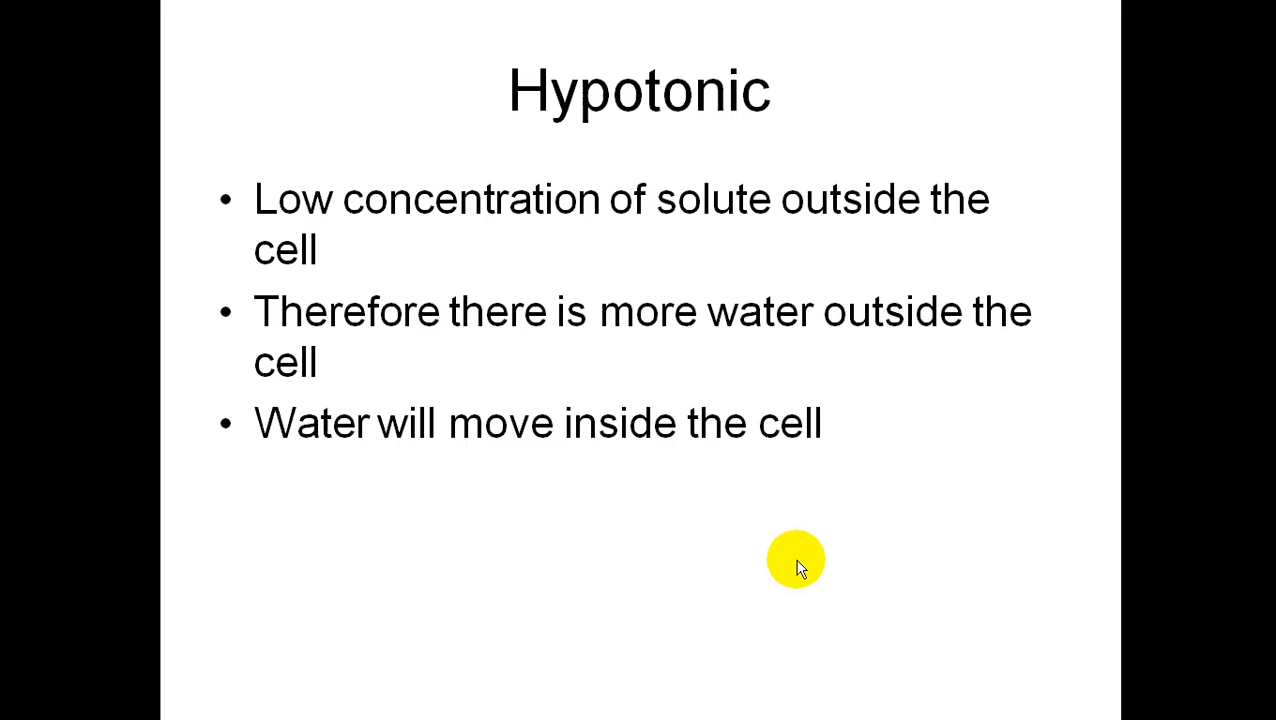 Hypotonic
• Low concentration of solute outside the
cell
• Therefore there is more water outside the
cell
• Water will move inside the cell